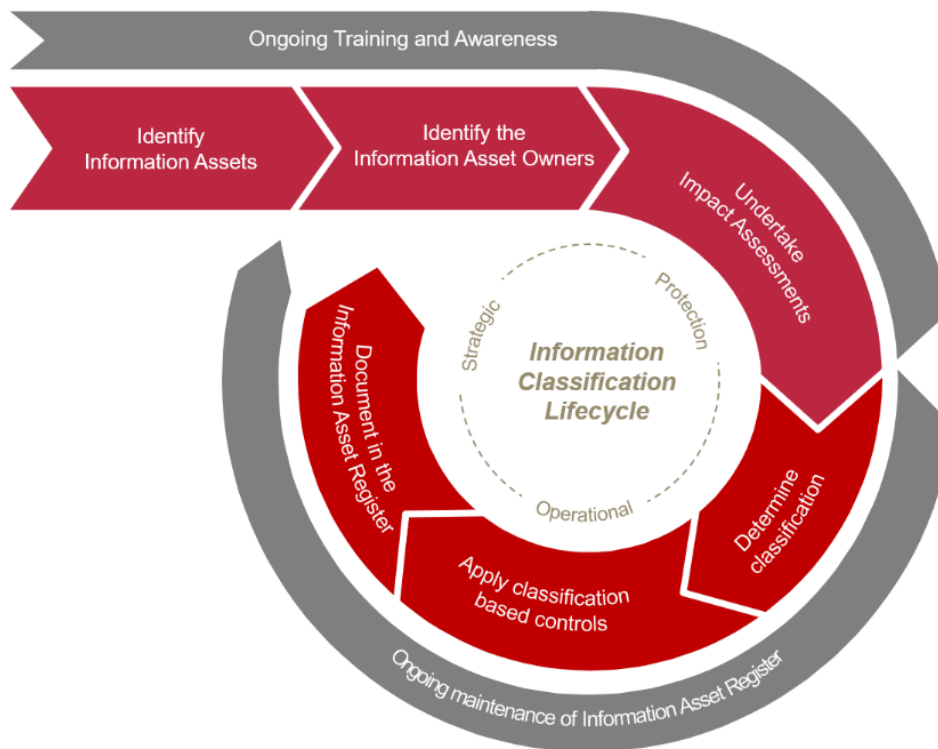 Ongoing Training and Awareness
Identify
Information Assets
Identify the
Information Asset Owners
Undertake
Impact Assessments
Determine
classification
Apply classification
based controls
Document in the
Information Asset Register
Ongoing maintenance of Information Asset Register
Strategic
Protection
Operational
Information
Classification
Lifecycle